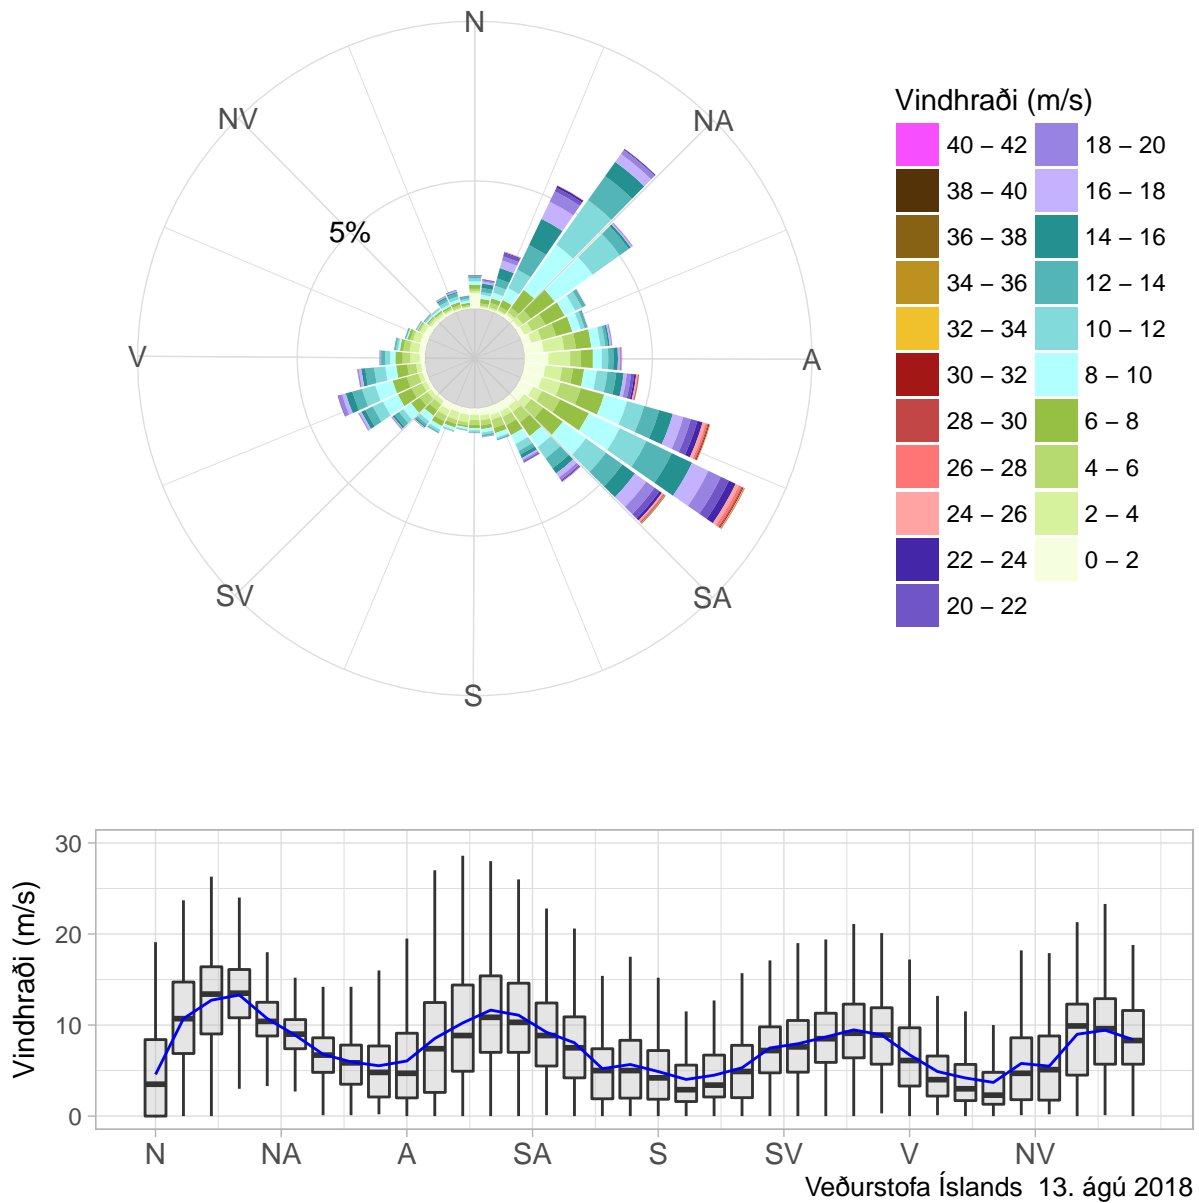 N
NV
NA
5%
V
A
SV
SA
S
Vindhraði (m/s)
40 – 42 18 – 20
38 – 40 16 – 18
36 – 38 14 – 16
34 – 36 12 – 14
32 – 34 10 – 12
30 – 32 8 – 10
28 – 30 6 – 8
26 – 28 4 – 6
24 – 26 2 – 4
22 – 24 0 – 2
20 – 22
Vindhraði (m/s)
30
20
10
0
N NA A SA S SV V NV
Veðurstofa Íslands 13. ágú 2018